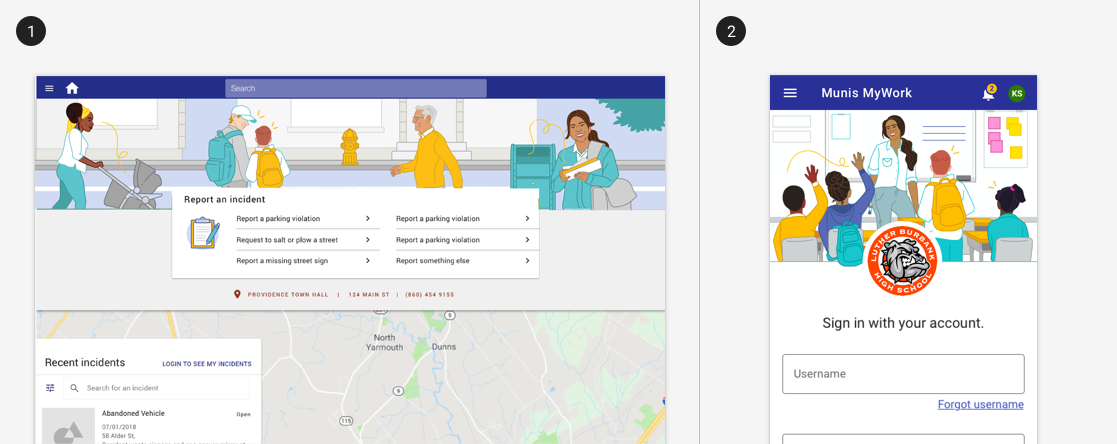 1
Search
Report an incident
Report a parking violation
Report a parking violation
Request to salt or plow a street
Report a parking violation
Report a missing street sign
Report something else
PROVIDENCE TOWN HALL | 124 MAIN ST | (860) 454 9155
North
Yarmouth
Dunns
9
9
115
Recent incidents
LOGIN TO SEE MY INCIDENTS
Search for an incident
Abandoned Vehicle
Open
07/01/2018
58 Alder St,
2
Munis MyWork
2
KS
LUTHER BURBANK
HIGH SCHOOL
Sign in with your account.
Username
Forgot username